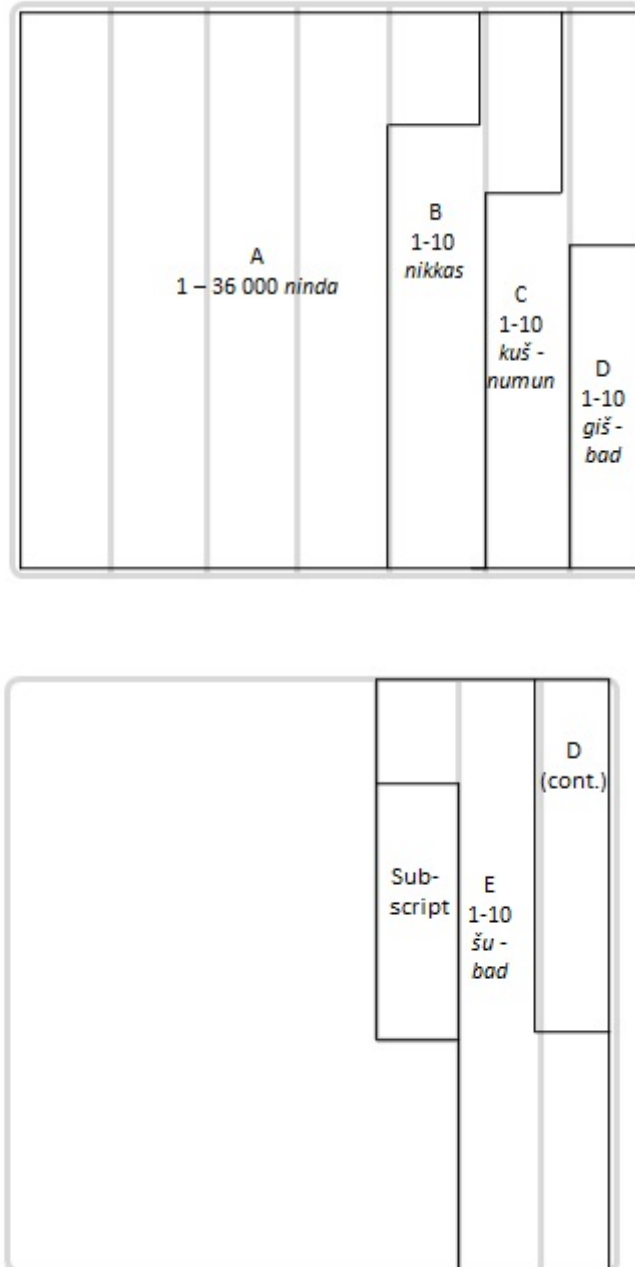 A
1 – 36 000 ninda
B
1-10
nikkas
C
1-10
kuš -
numun
D
1-10
giš -
bad
D
(cont.)
Sub-
script
E
1-10
šu -
bad